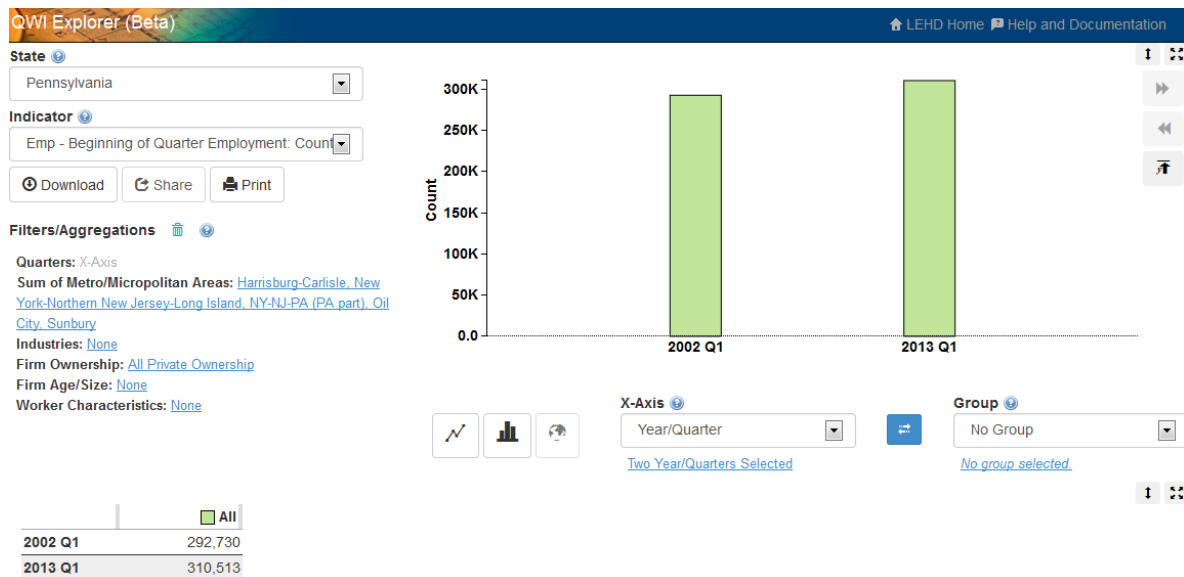 QWI Explorer (Beta)
LEHD Home Help and Documentation
State
Pennsylvania
Indicator
Emp - Beginning of Quarter Employment: Count
Download Share Print
Filters/Aggregations
Quarters: X-Axis
Sum of Metro/Micropolitan Areas: Harrisburg-Carlisle, New
York-Northern New Jersey-Long Island, NY-NJ-PA (PA part), Oil
City, Sunbury
Industries: None
Firm Ownership: All Private Ownership
Firm Age/Size: None
Worker Characteristics: None
300K
250K
200K
150K
100K
50K
0.0
Count
2002 Q1 2013 Q1
X-Axis
Year/Quarter
Two Year/Quarters Selected
Group
No Group
No group selected.
All
2002 Q1 292,730
2013 Q1 310,513